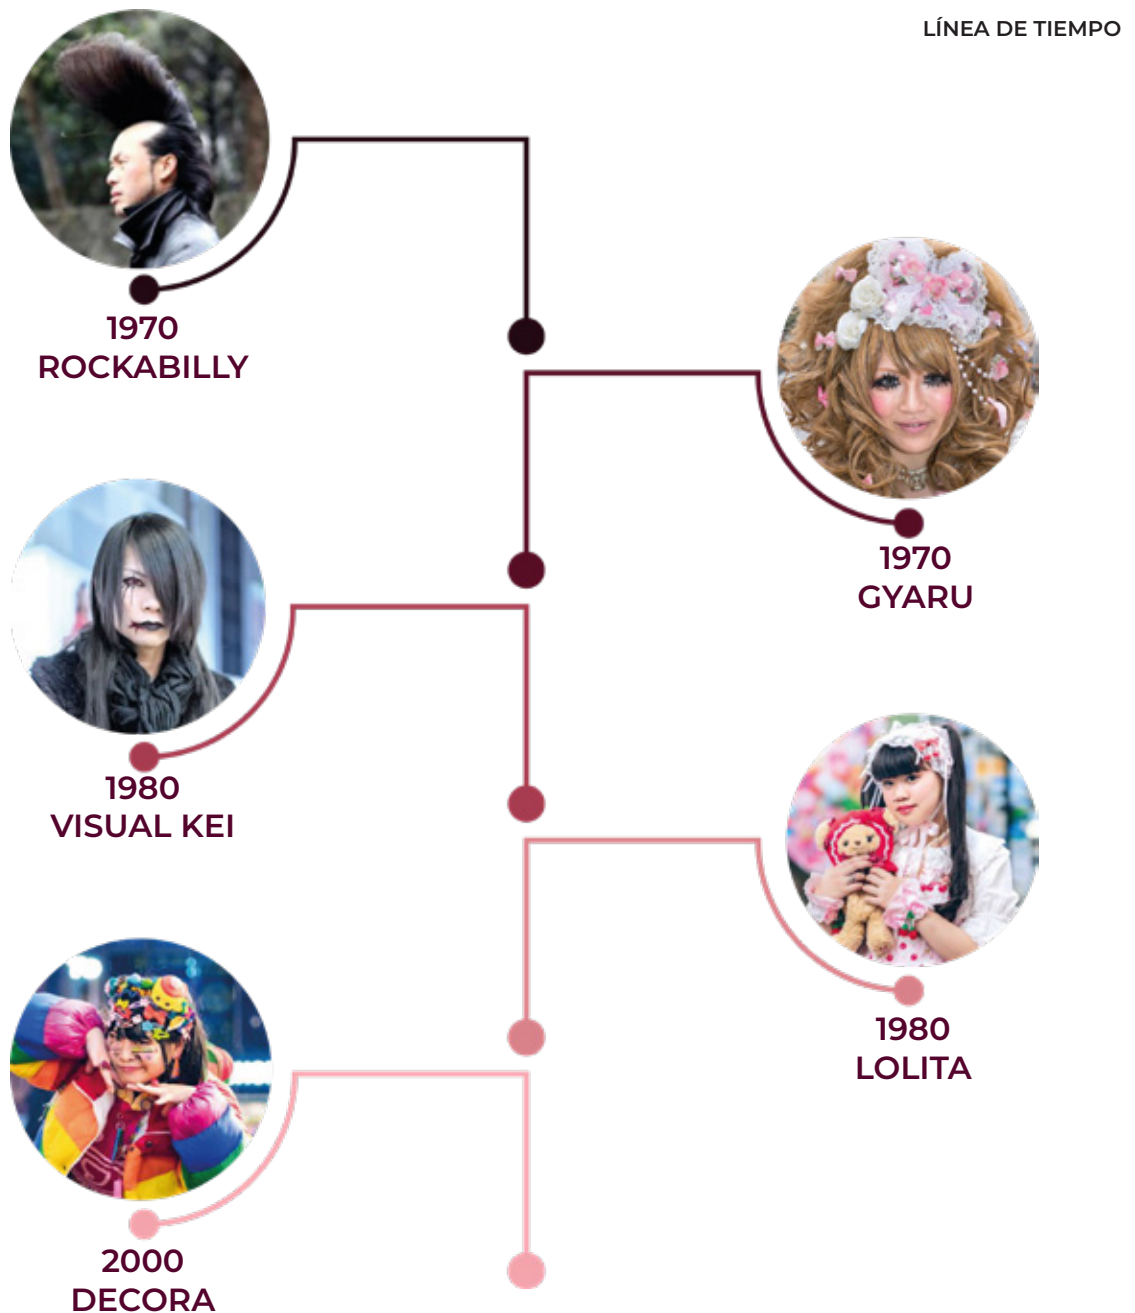 LÍNEA DE TIEMPO
1970
ROCKABILLY
1970
GYARU
1980
VISUAL KEI
1980
LOLITA
2000
DECORA